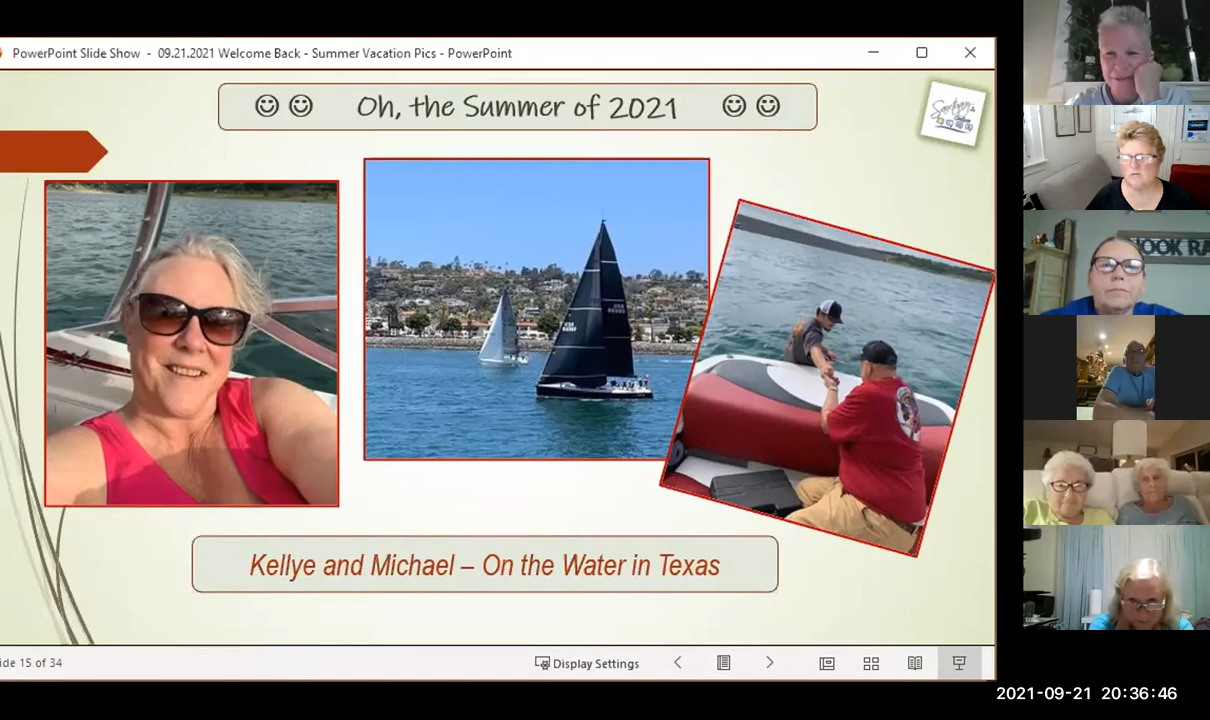 PowerPoint Slide Show - 09.21.2021 Welcome Back - Summer Vacation Pics - PowerPoint
Oh, the Summer of 2021
Kellye and Michael – On the Water in Texas
ide 15 of 34
Display Settings
2021-09-21 20:36:46